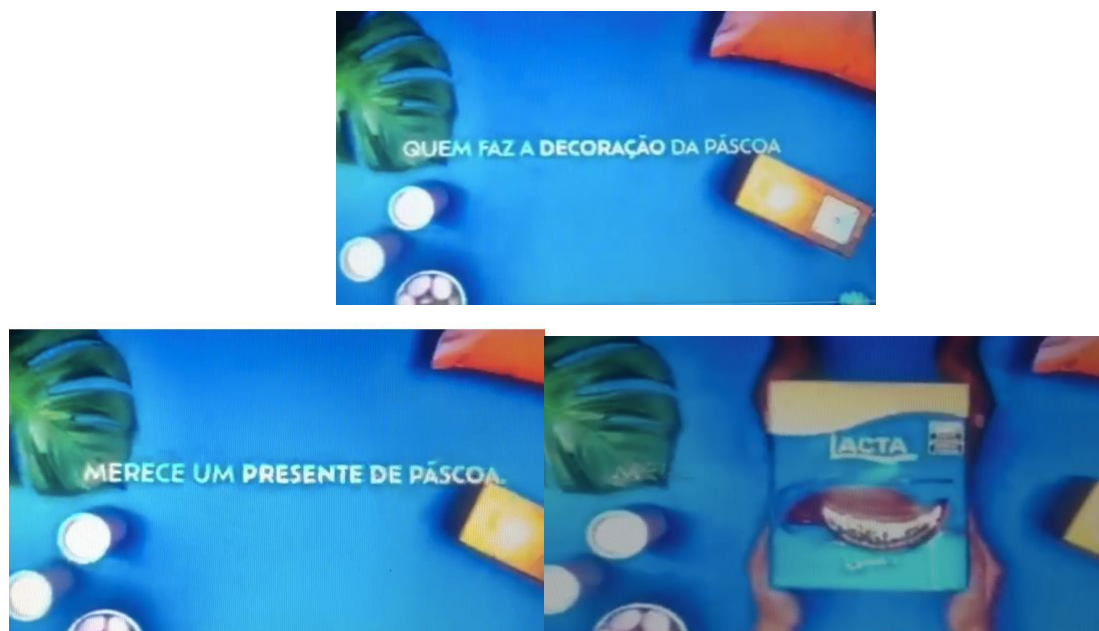 QUEM FAZ A DECORAÇÃO DA PÁSCOA
MERECE UM PRESENTE DE PÁSCOA.
LACTA